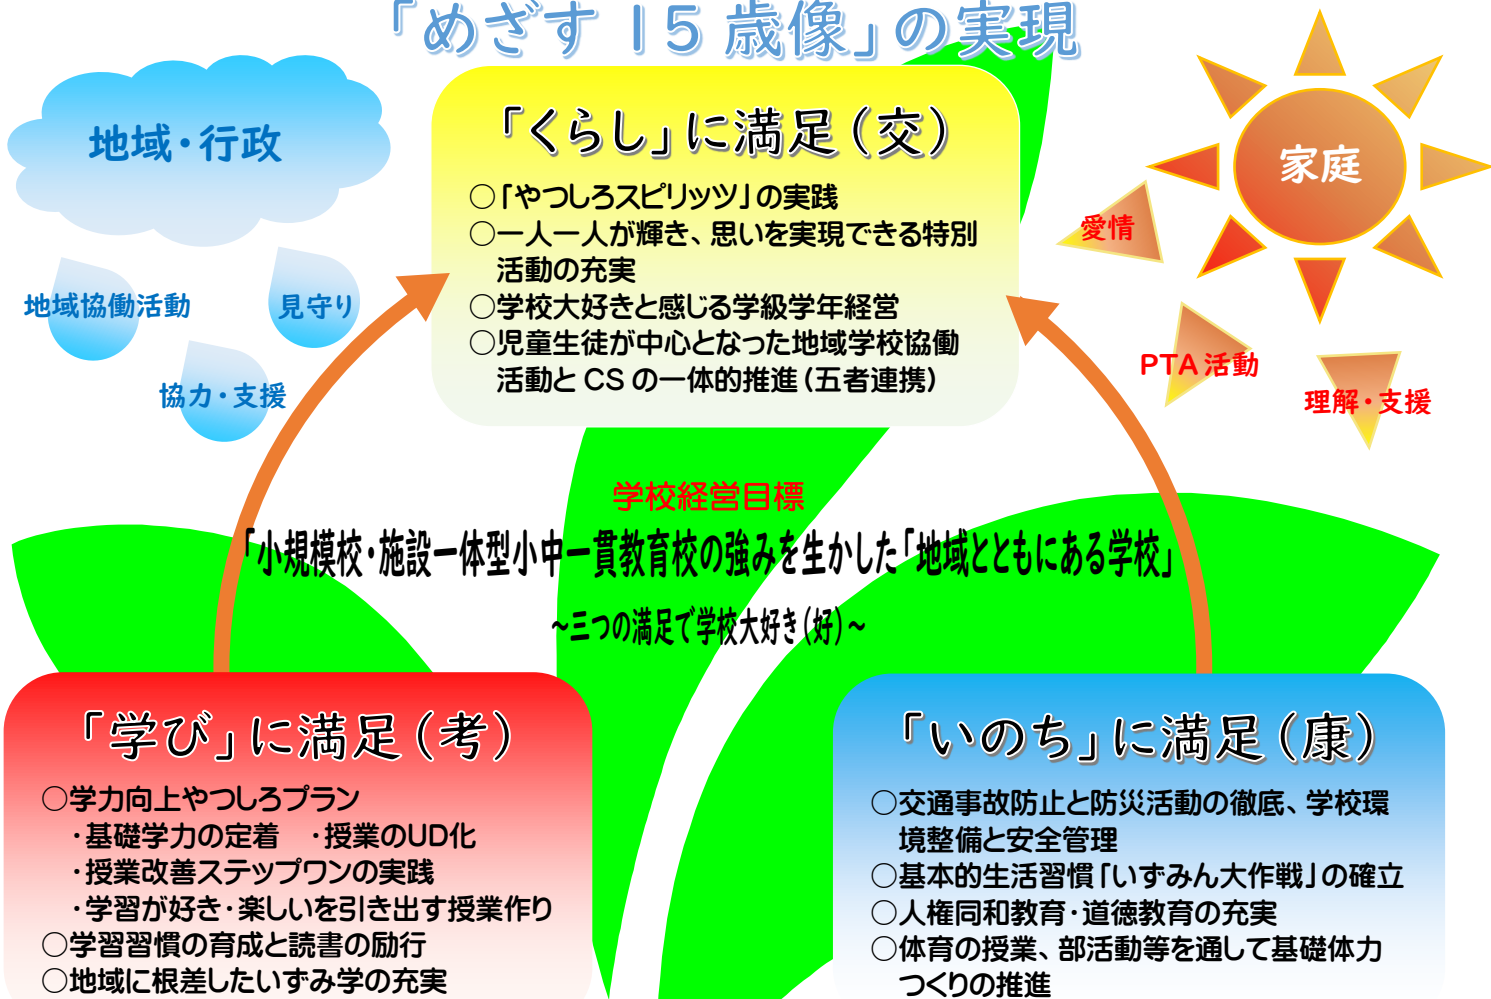 「めざす15歳像」の実現
地域・行政
地域協働活動
見守り
協力・支援
「くらし」に満足（交）
○「やつしろスピリッツ」の実践
○一人一人が輝き、思いを実現できる特別
活動の充実
○学校大好きと感じる学級学年経営
○児童生徒が中心となった地域学校協働
活動と CS の一体的推進（五者連携）
家庭
愛情
PTA 活動
理解・支援
学校経営目標
「小規模校・施設一体型小中一貫教育校の強みを生かした「地域とともにある学校」
～三つの満足で学校大好き（好）～
「学び」に満足（考）
○学力向上やつしろプラン
・基礎学力の定着　・授業のUD化
・授業改善ステップワンの実践
・学習が好き・楽しいを引き出す授業作り
○学習習慣の育成と読書の励行
○地域に根差したいずみ学の充実
「いのち」に満足（康）
○交通事故防止と防災活動の徹底、学校環
境整備と安全管理
○基本的生活習慣「いずみん大作戦」の確立
○人権同和教育・道徳教育の充実
○体育の授業、部活動等を通して基礎体力
つくりの推進